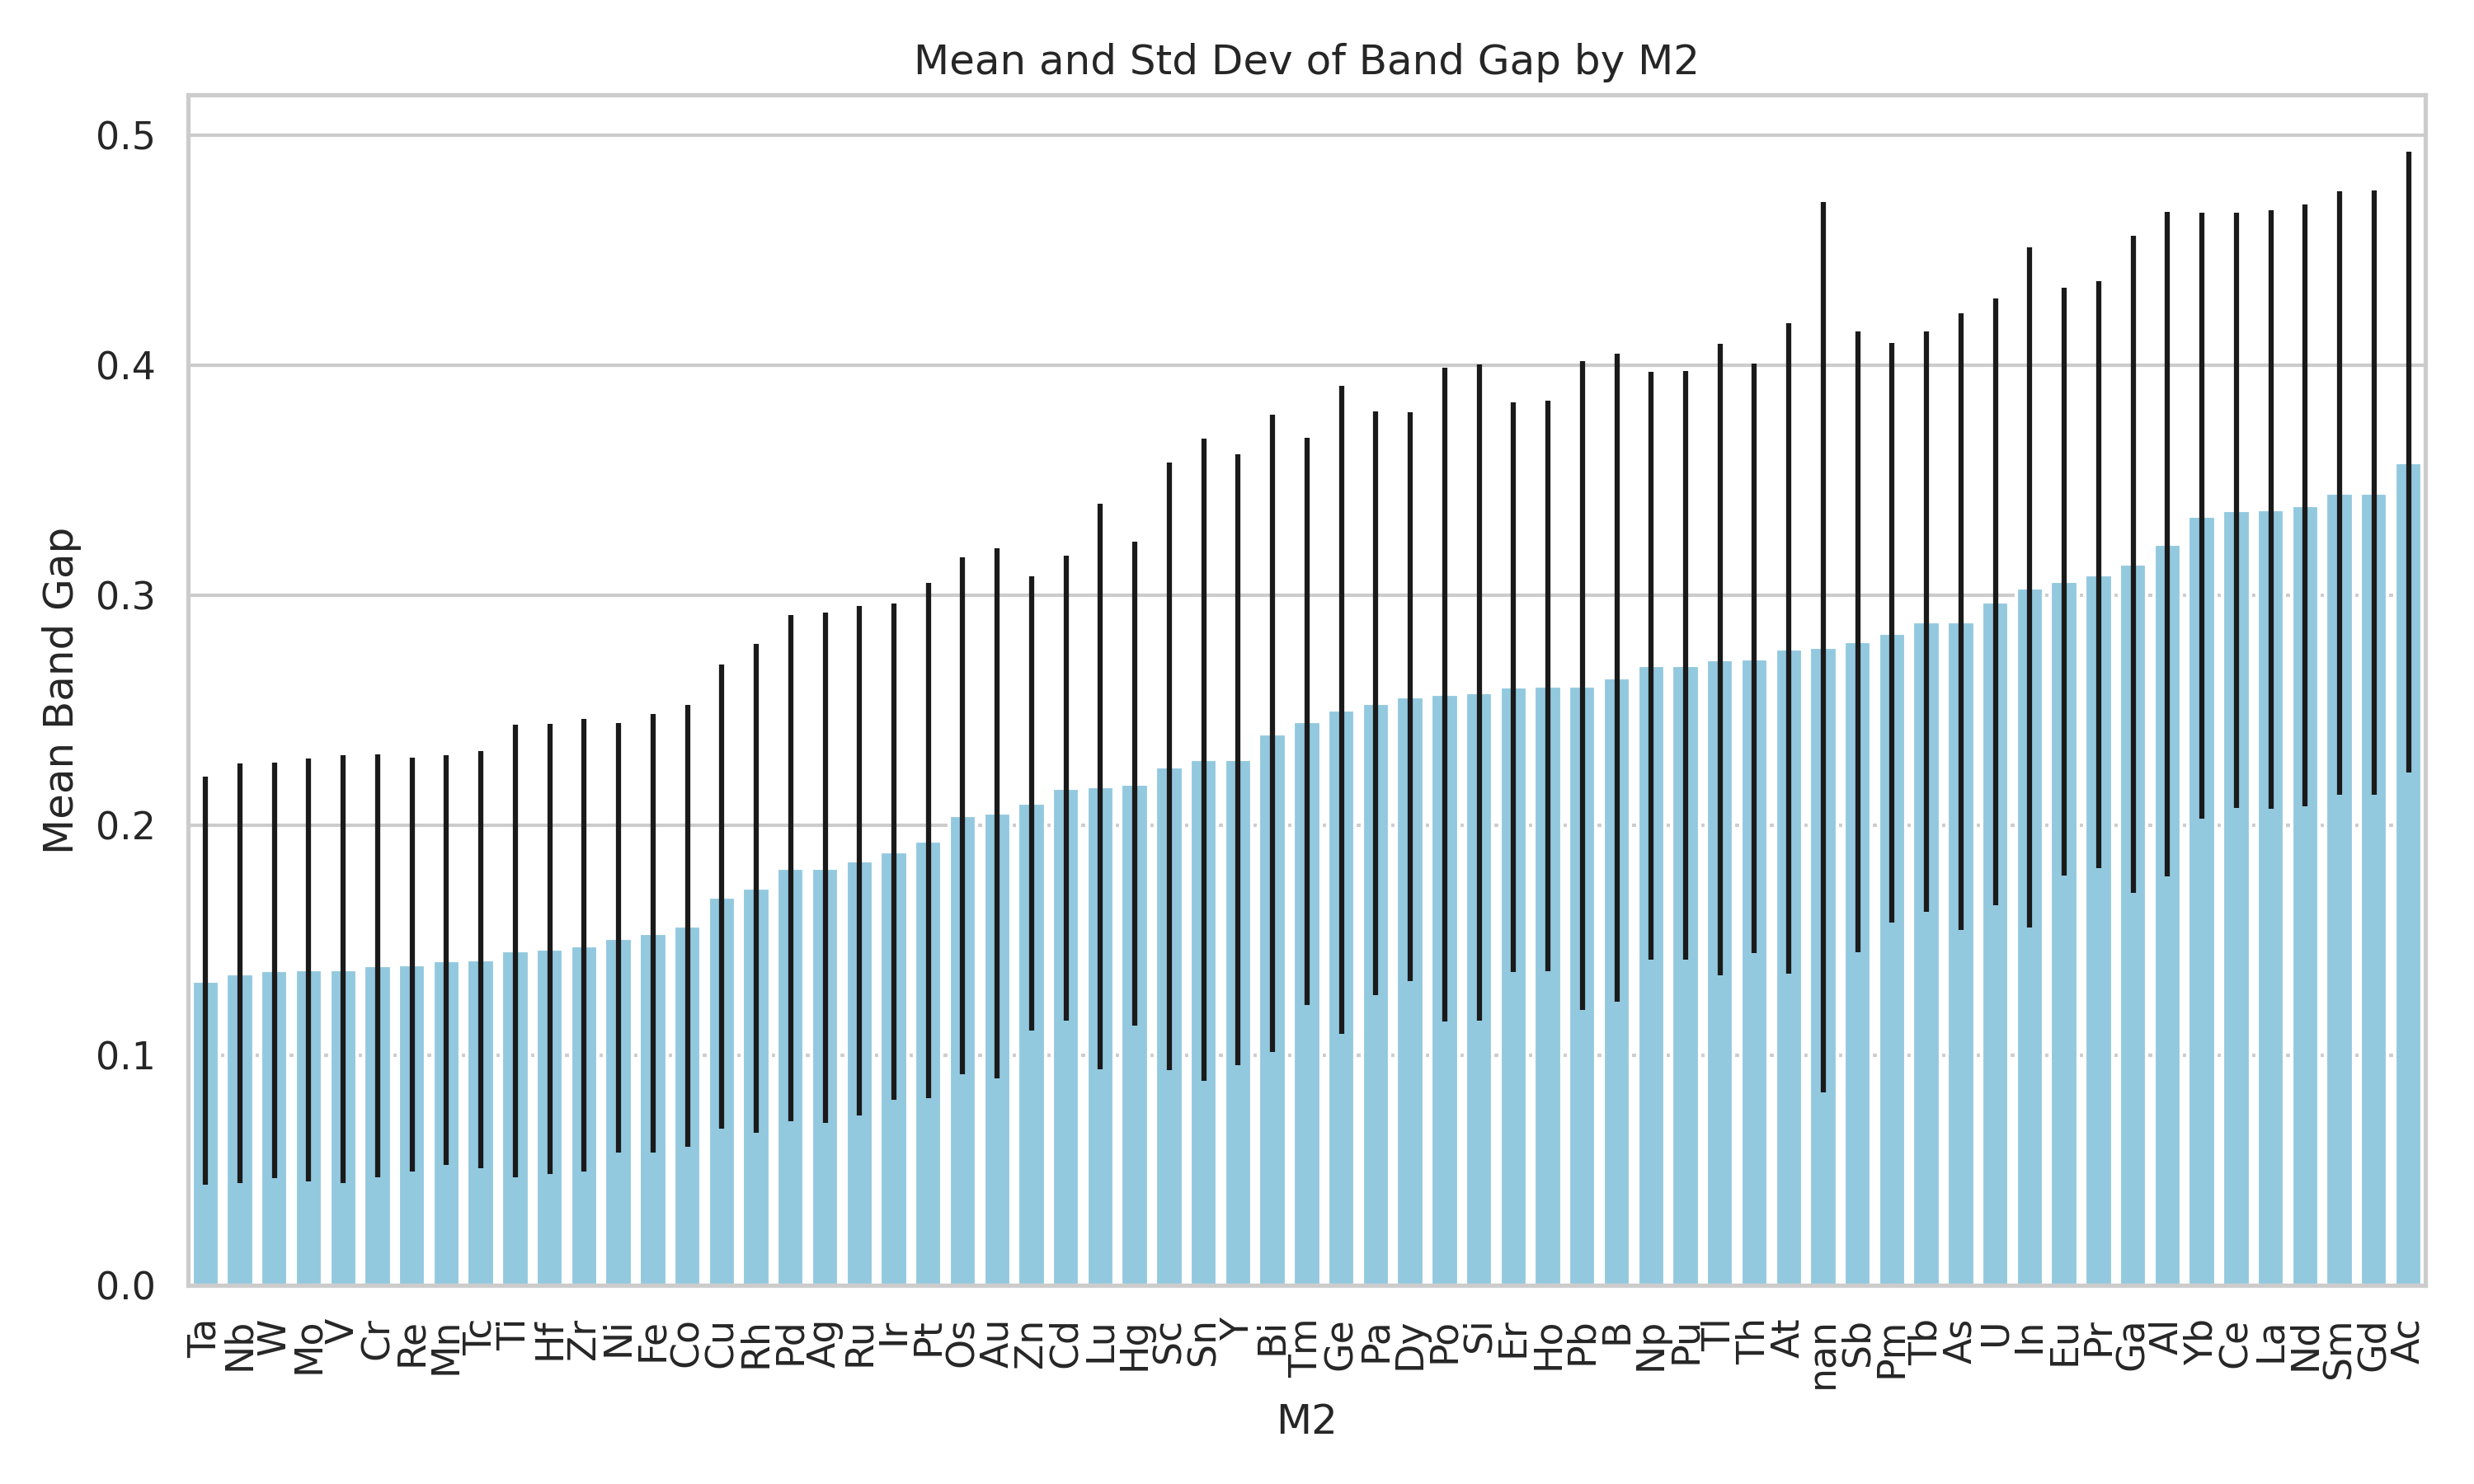 Mean and Std Dev of Band Gap by M2
Mean Band Gap
0.5
0.4
0.3
0.2
0.1
0.0
Ta Nb W Mo V Cr Re Mn Tc Ti Hf Zr Ni Fe Co Cu Rh Pd Ag Ru Ir Pt Os Au Zn Cd Lu Hg Sc Sn Y Bi Tm Ge Pa Dy Po Si Er Ho Pb B Np Pu Tl Th At nan Sb Pm Tb As U In Eu Pr Ga Al Yb Ce La Nd Sm Gd Ac
M2